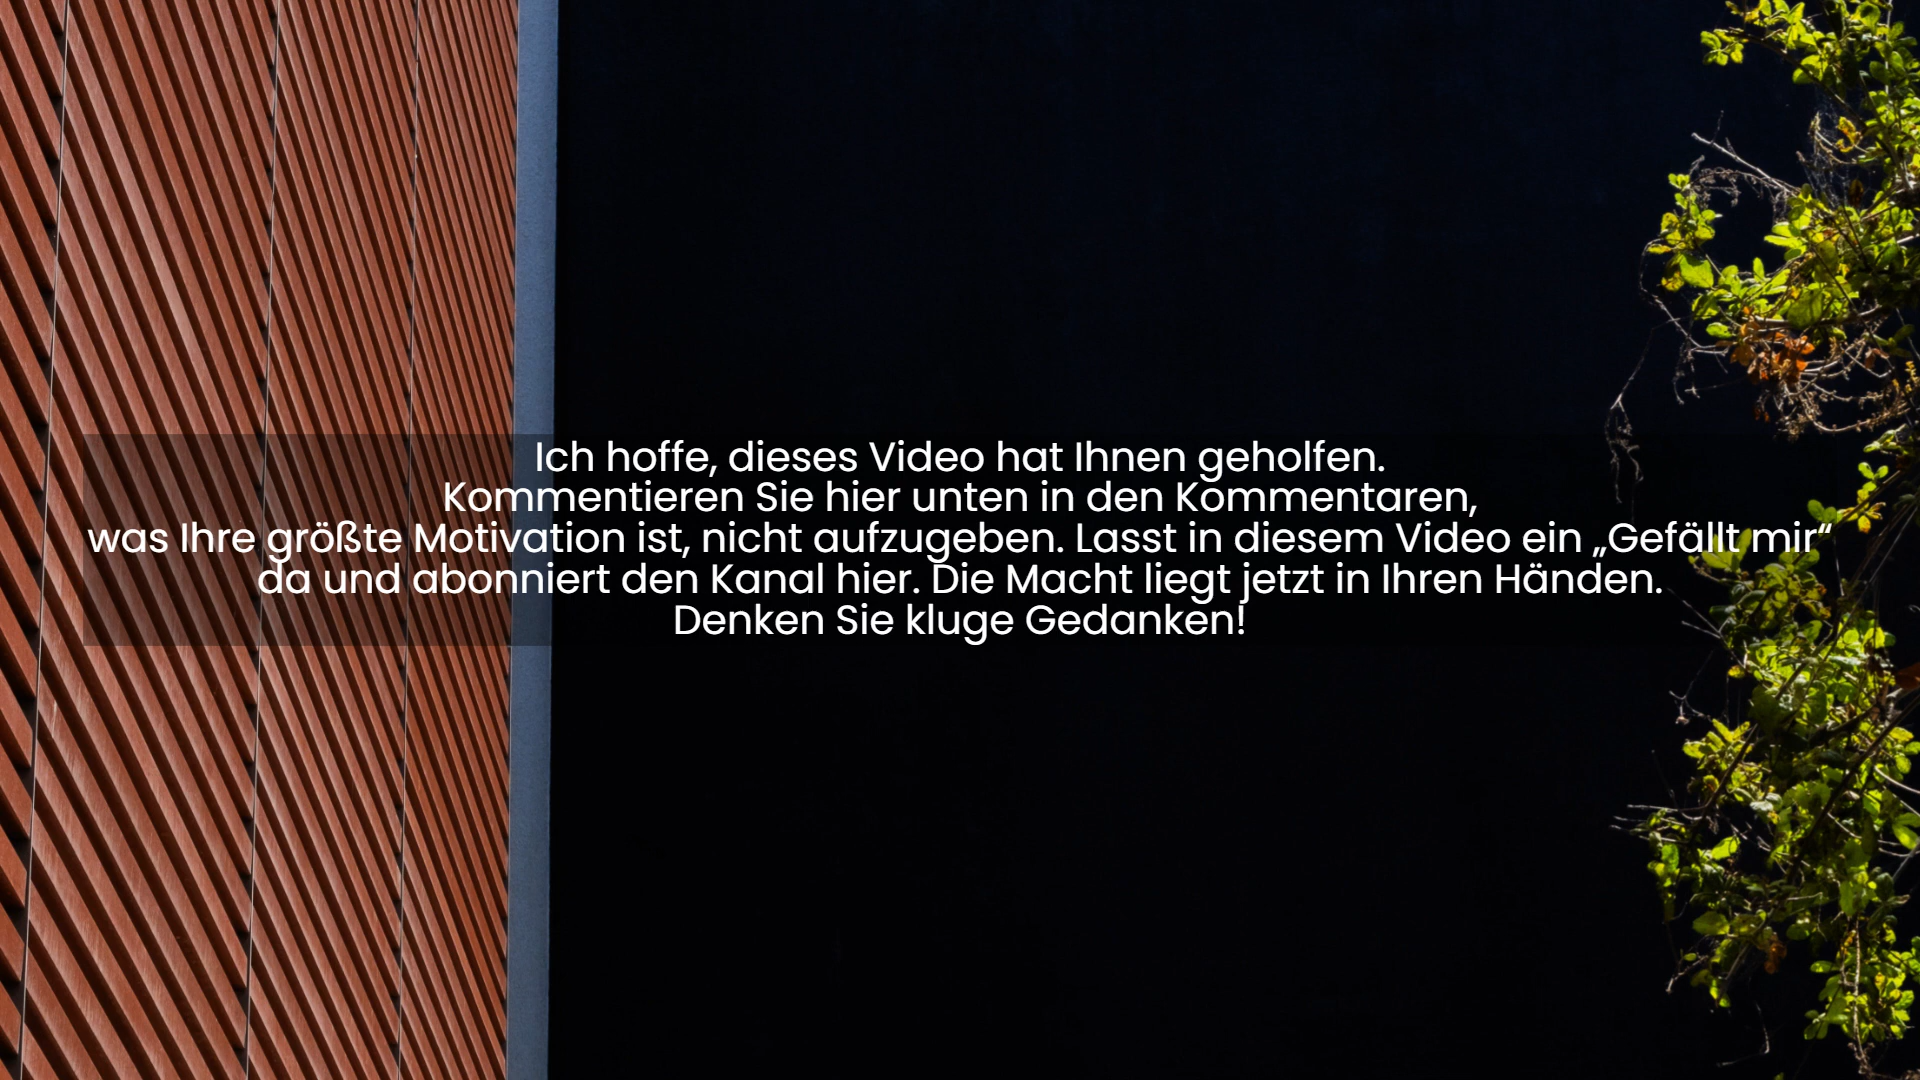 Ich hoffe, dieses Video hat Ihnen geholfen.
Kommentieren Sie hier unten in den Kommentaren,
was Ihre größte Motivation ist, nicht aufzugeben. Lasst in diesem Video ein „Gefällt mir“
da und abonniert den Kanal hier. Die Macht liegt jetzt in Ihren Händen.
Denken Sie kluge Gedanken!